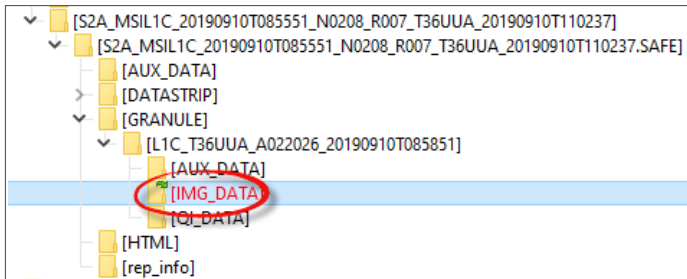 [S2A_MSIL1C_20190910T085551_N0208_R007_T36UUA_20190910T110237]
[S2A_MSIL1C_20190910T085551_N0208_R007_T36UUA_20190910T110237.SAFE]
[AUX_DATA]
[DATASTRIP]
[GRANULE]
[L1C_T36UUA_A022026_20190910T085851]
[AUX_DATA]
[IMG_DATA]
[QI_DATA]
[HTML]
[rep_info]